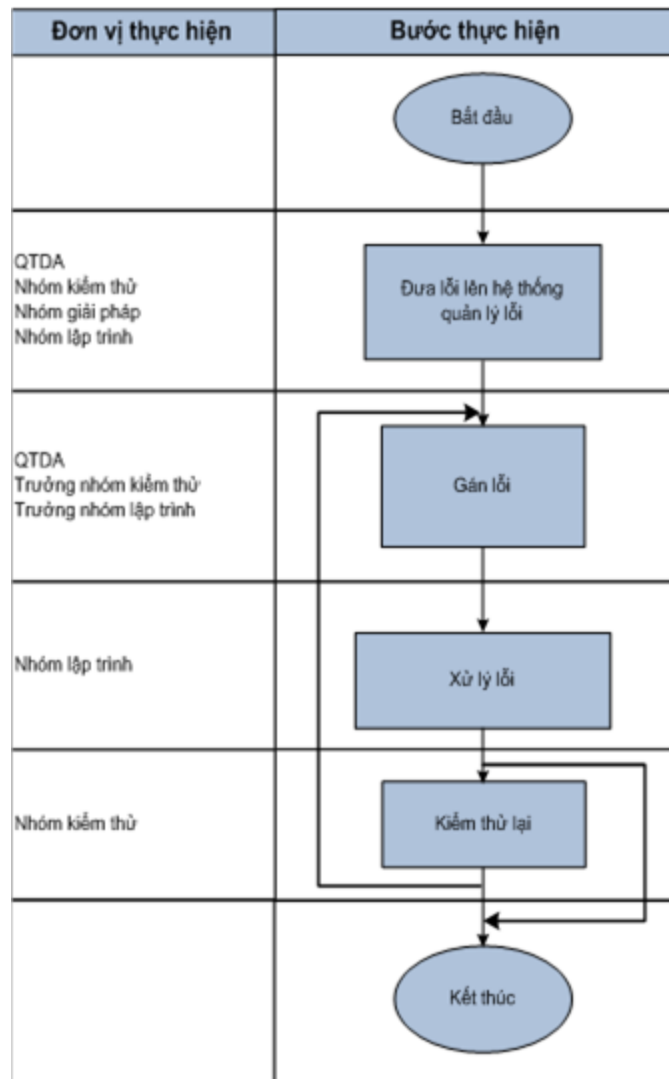 Đơn vị thực hiện
Bước thực hiện
Bắt đầu
QTDA
Nhóm kiểm thử
Nhóm giải pháp
Nhóm lập trình
Đưa lỗi lên hệ thống
quản lý lỗi
QTDA
Trưởng nhóm kiểm thử
Trưởng nhóm lập trình
Gán lỗi
Nhóm lập trình
Xử lý lỗi
Nhóm kiểm thử
Kiểm thử lại
Kết thúc